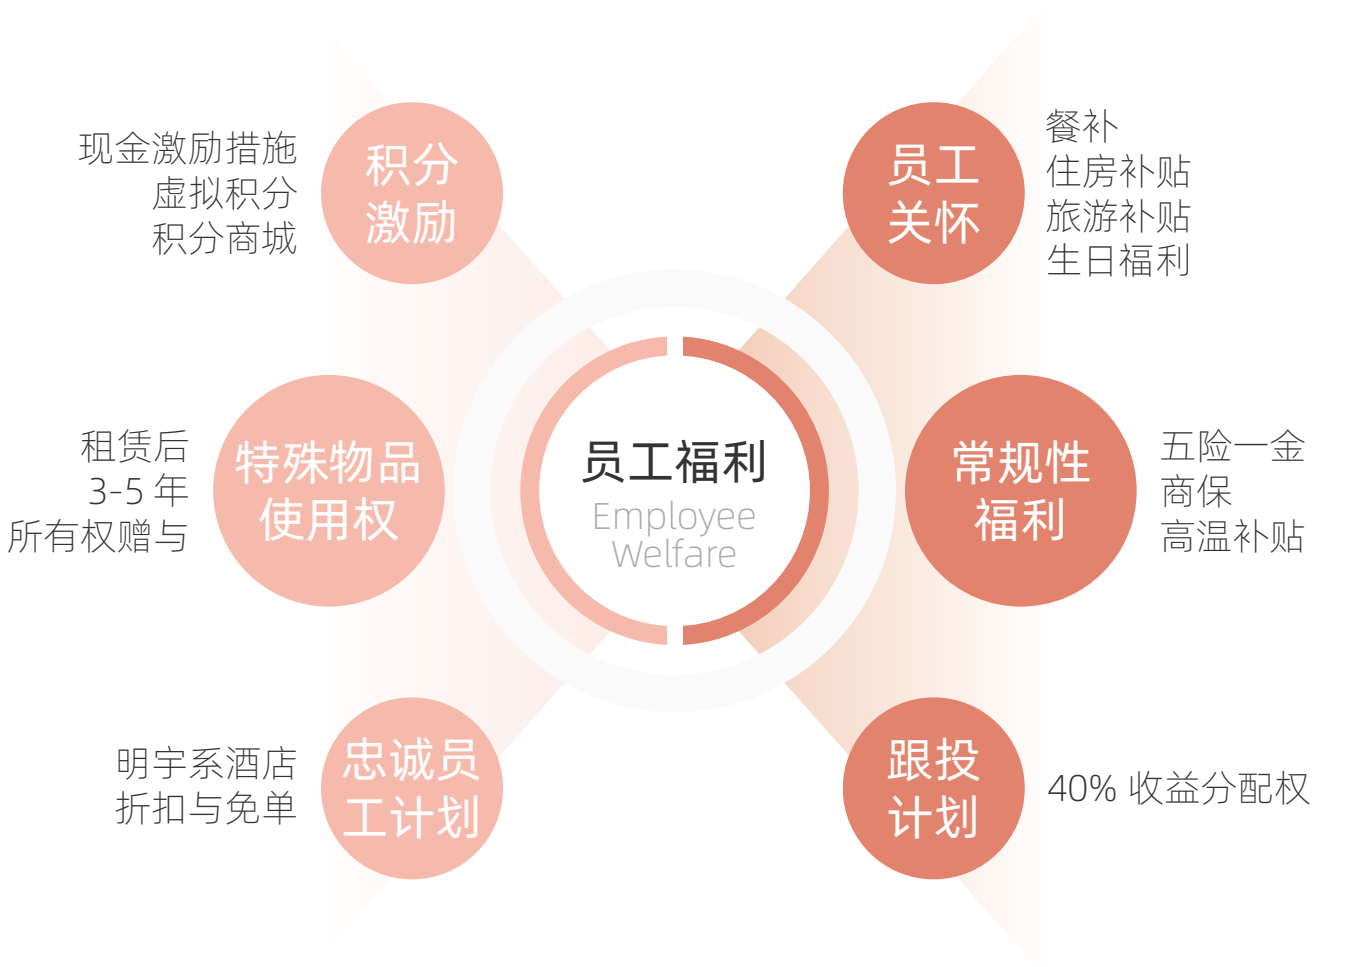 现金激励措施
虚拟积分
积分商城
积分
激励
员工
关怀
餐补
住房补贴
旅游补贴
生日福利
租赁后
3-5 年
所有权赠与
特殊物品
使用权
员工福利
Employee
Welfare
常规性
福利
五险一金
商保
高温补贴
明宇系酒店
折扣与免单
忠诚员
工计划
跟投
计划
40% 收益分配权